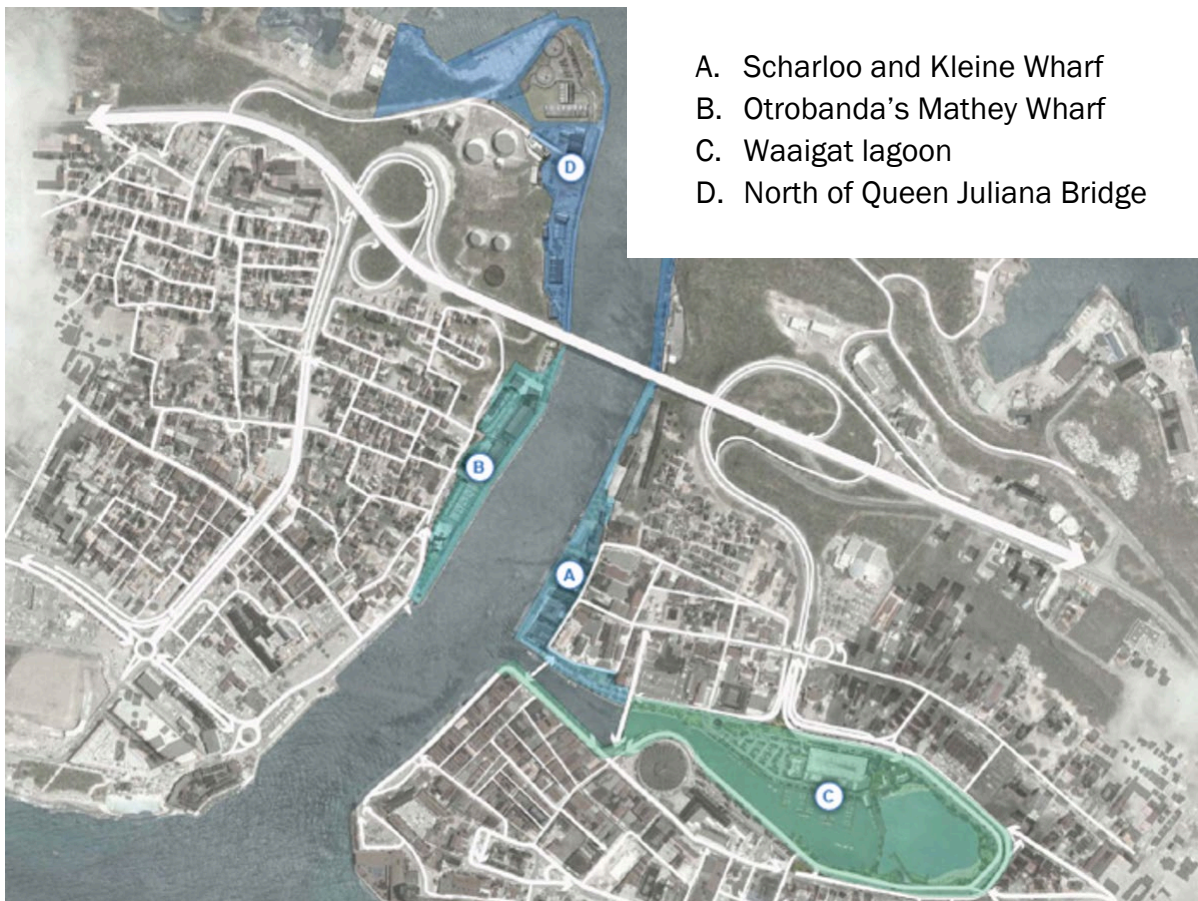 A. Scharloo and Kleine Wharf
B. Otrobanda’s Mathey Wharf
C. Waaigat lagoon
D. North of Queen Juliana Bridge
D
B
A
C